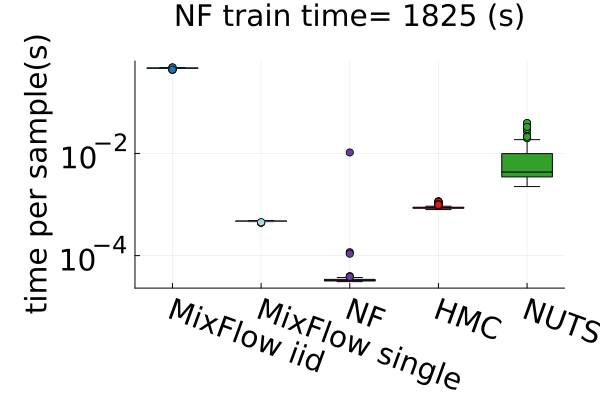 NF train time= 1825 (s)
time per sample(s)
10⁻²
10⁻⁴
MixFlow iid
MixFlow single
NF
HMC
NUTS